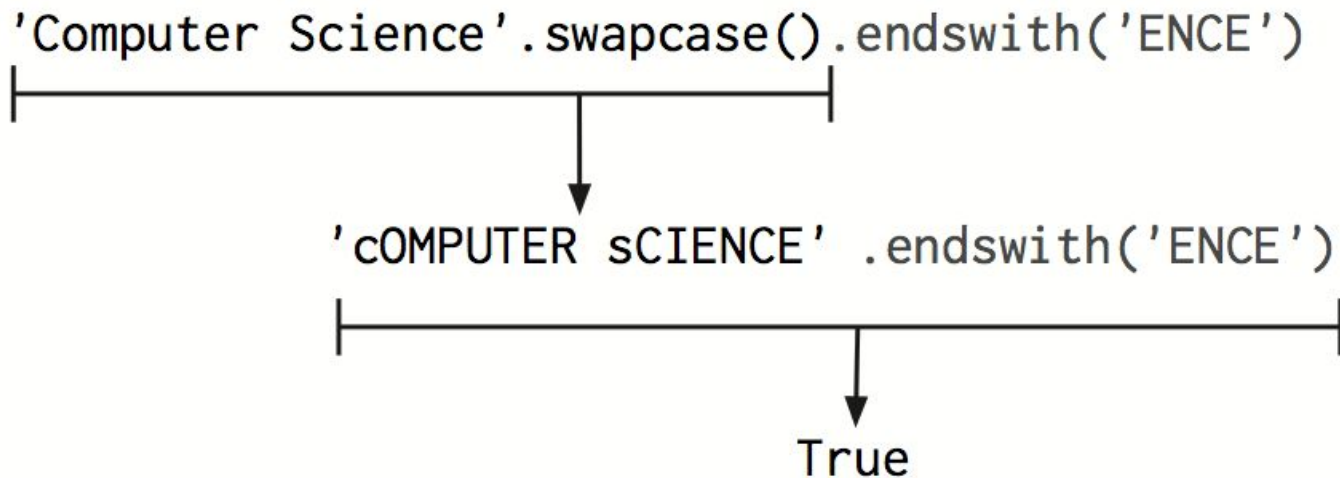 'Computer Science'.swapcase().endswith('ENCE')
'cOMPUTER sCIENCE' .endswith('ENCE')
True